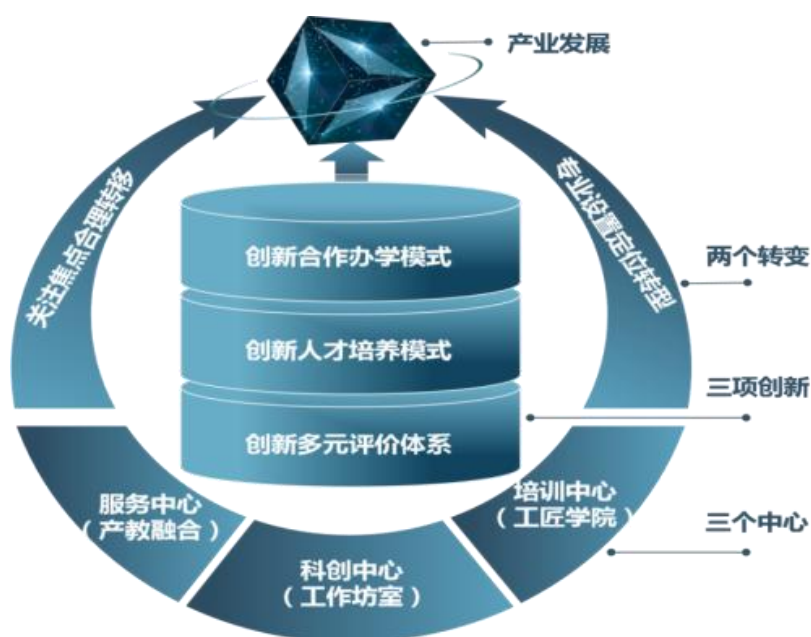 产业发展
关注焦点合理转移
专业设置定位转型
创新合作办学模式
两个转变
创新人才培养模式
三项创新
创新多元评价体系
服务中心
（产教融合）
培训中心
（工匠学院）
三个中心
科创中心
（工作坊室）